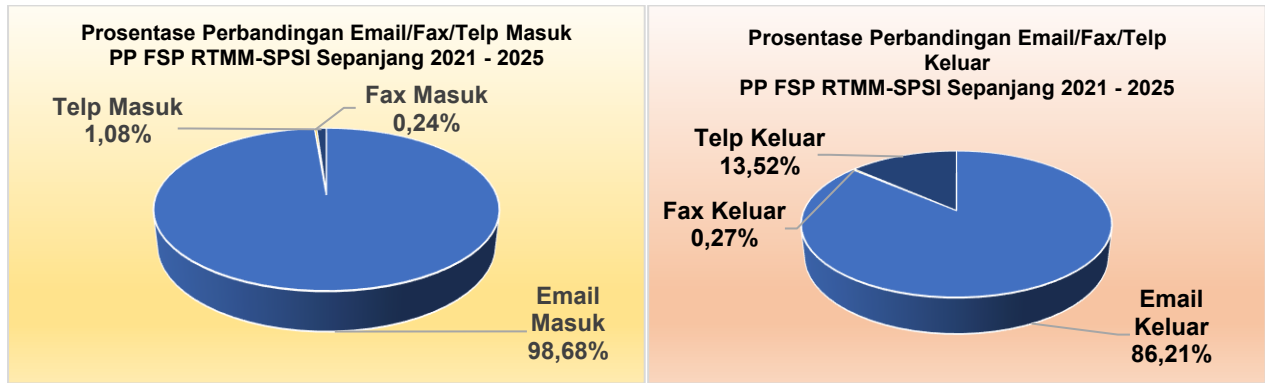 Prosentase Perbandingan Email/Fax/Telp Masuk
PP FSP RTMM-SPSI Sepanjang 2021 - 2025
Telp Masuk
1,08%
Fax Masuk
0,24%
Email
Masuk
98,68%
Prosentase Perbandingan Email/Fax/Telp
Keluar
PP FSP RTMM-SPSI Sepanjang 2021 - 2025
Telp Keluar
13,52%
Fax Keluar
0,27%
Email
Keluar
86,21%